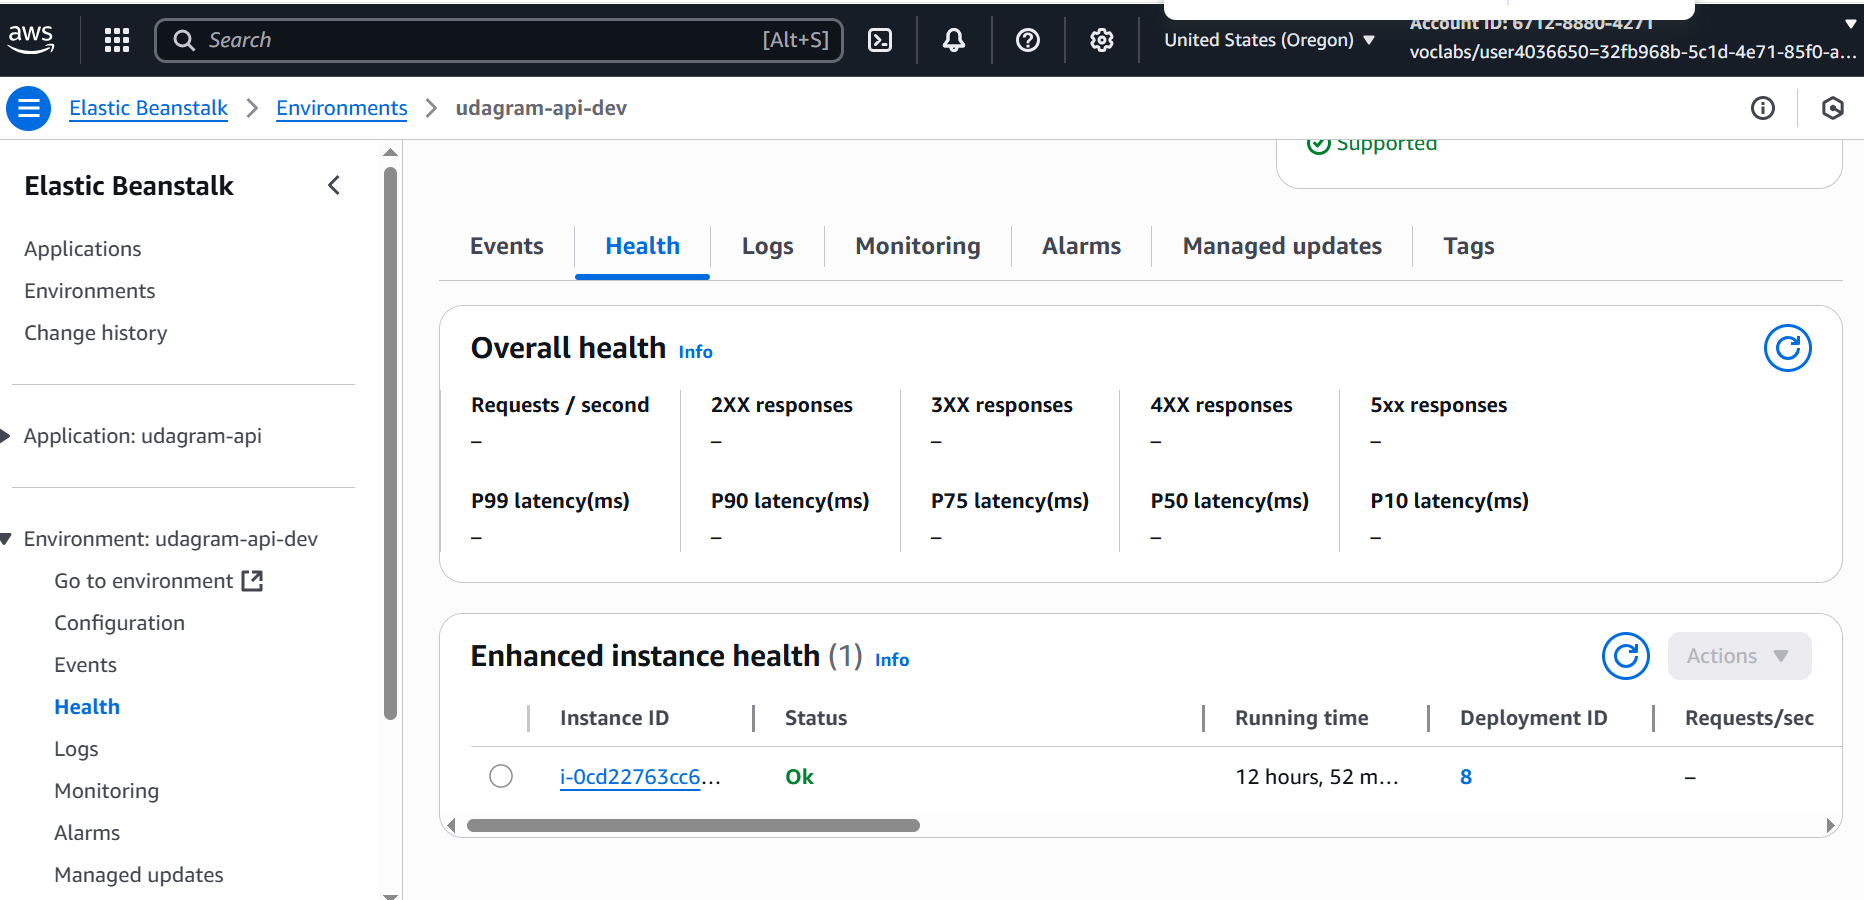 aws
Search
[Alt+S]
United States (Oregon)
Account ID: 6712-8880-4271
voclabs/user4036650=32fb968b-5c1d-4e71-85f0-a...
Elastic Beanstalk
Environments
udagram-api-dev
Elastic Beanstalk
Applications
Environments
Change history
Application: udagram-api
Environment: udagram-api-dev
Go to environment
Configuration
Events
Health
Logs
Monitoring
Alarms
Managed updates
Supported
Events
Health
Logs
Monitoring
Alarms
Managed updates
Tags
Overall health Info
Requests / second
–
2XX responses
–
3XX responses
–
4XX responses
–
5xx responses
–
P99 latency(ms)
–
P90 latency(ms)
–
P75 latency(ms)
–
P50 latency(ms)
–
P10 latency(ms)
–
Enhanced instance health (1) Info
Actions
Instance ID
Status
Running time
Deployment ID
Requests/sec
i-0cd22763cc6...
Ok
12 hours, 52 m...
8
–